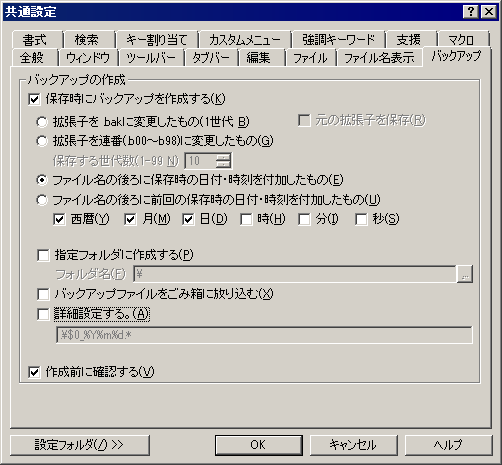 共通設定
書式 検索 キー割り当て カスタムメニュー 強調キーワード 支援 マクロ
全般 ウィンドウ ツールバー タブバー 編集 ファイル ファイル名表示 バックアップ
バックアップの作成
保存時にバックアップを作成する(K)
拡張子を bakに変更したもの(1世代 B) 元の拡張子を保存(R)
拡張子を連番(b00～b98)に変更したもの(G)
保存する世代数(1-99 N) 10
ファイル名の後ろに保存時の日付・時刻を付加したもの(E)
ファイル名の後ろに前回の保存時の日付・時刻を付加したもの(U)
西暦(Y) 月(M) 日(D) 時(H) 分(I) 秒(S)
指定フォルダに作成する(P)
フォルダ名(F) ¥ ...
バックアップファイルをごみ箱に放り込む(X)
詳細設定する。(A)
.¥$0_%Y%m%d.*
作成前に確認する(V)
設定フォルダ(/) >> OK キャンセル ヘルプ